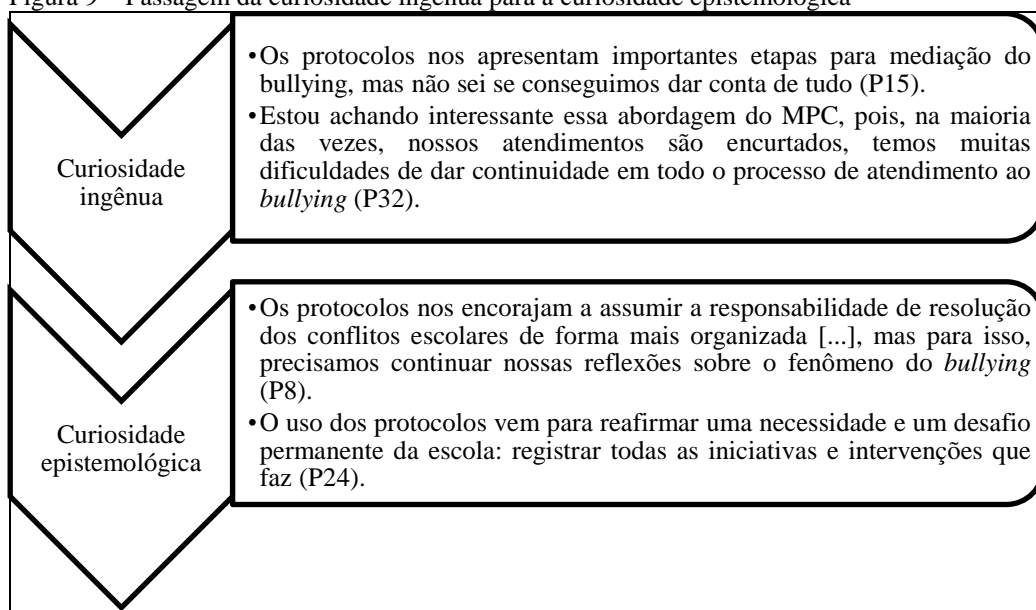 Figura 9 – Passagem da curiosidade ingênua para a curiosidade epistemológica
•Os protocolos nos apresentam importantes etapas para mediação do
bullying, mas não sei se conseguimos dar conta de tudo (P15).
•Estou achando interessante essa abordagem do MPC, pois, na maioria
das vezes, nossos atendimentos são encurtados, temos muitas
dificuldades de dar continuidade em todo o processo de atendimento ao
bullying (P32).
Curiosidade
ingênua
•Os protocolos nos encorajam a assumir a responsabilidade de resolução
dos conflitos escolares de forma mais organizada [...], mas para isso,
precisamos continuar nossas reflexões sobre o fenômeno do bullying
(P8).
•O uso dos protocolos vem para reafirmar uma necessidade e um desafio
permanente da escola: registrar todas as iniciativas e intervenções que
faz (P24).
Curiosidade
epistemológica